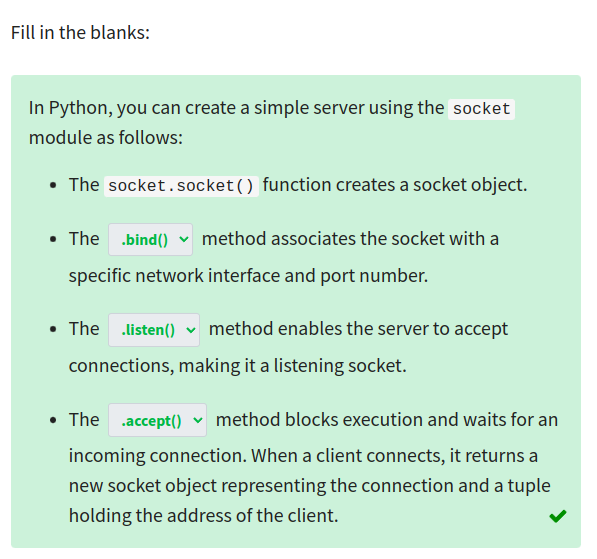 Fill in the blanks:
In Python, you can create a simple server using the socket
module as follows:
• The socket.socket() function creates a socket object.
• The .bind() method associates the socket with a
specific network interface and port number.
• The .listen() method enables the server to accept
connections, making it a listening socket.
• The .accept() method blocks execution and waits for an
incoming connection. When a client connects, it returns a
new socket object representing the connection and a tuple
holding the address of the client.